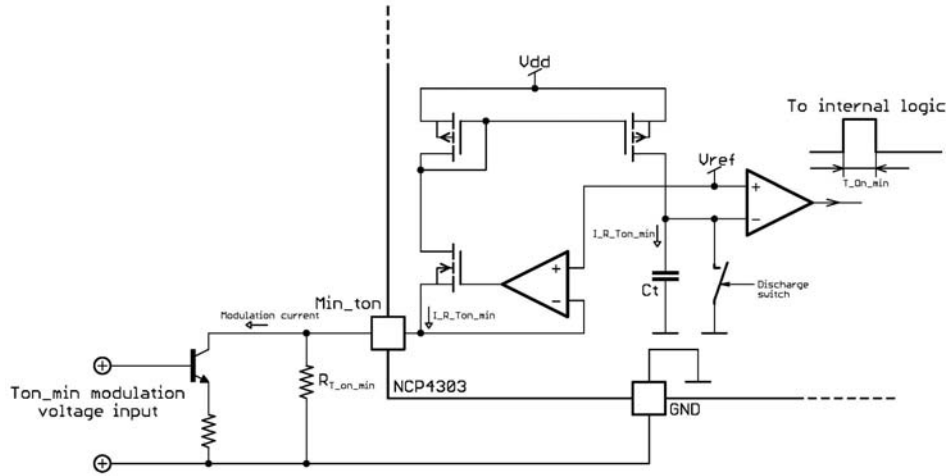 Vdd
To internal logic
Vref
T_On_min
+
−
I_R_Ton_min
+
−
Ct
Discharge
switch
Min_ton
Modulation current
I_R_Ton_min
RT_on_min
NCP4303
GND
Ton_min modulation
voltage input